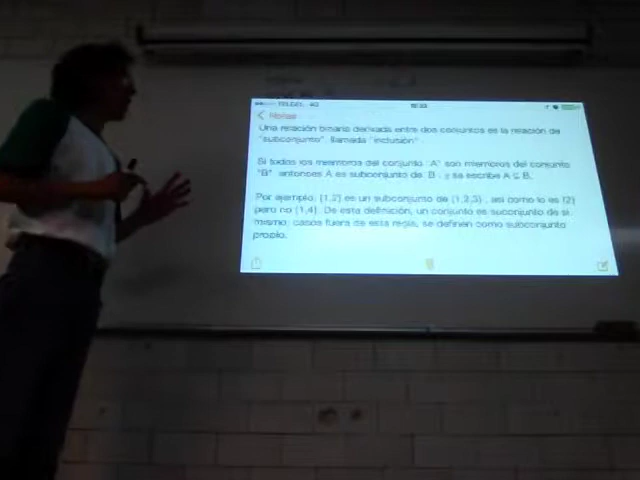 TELCEL 4G
Notas
Una relación binaria derivada entre dos conjuntos es la relación de
"subconjunto" llamada "inclusión"
Si todos los miembros del conjunto "A" son miembros del conjunto
"B" entonces A es subconjunto de B , y se escribe A ⊆ B.
Por ejemplo, {1,2} es un subconjunto de {1,2,3} , así como lo es {2}
pero no {1,4}. De esta definición, un conjunto es subconjunto de sí
mismo; casos fuera de esta regla, se definen como subconjunto
propio.